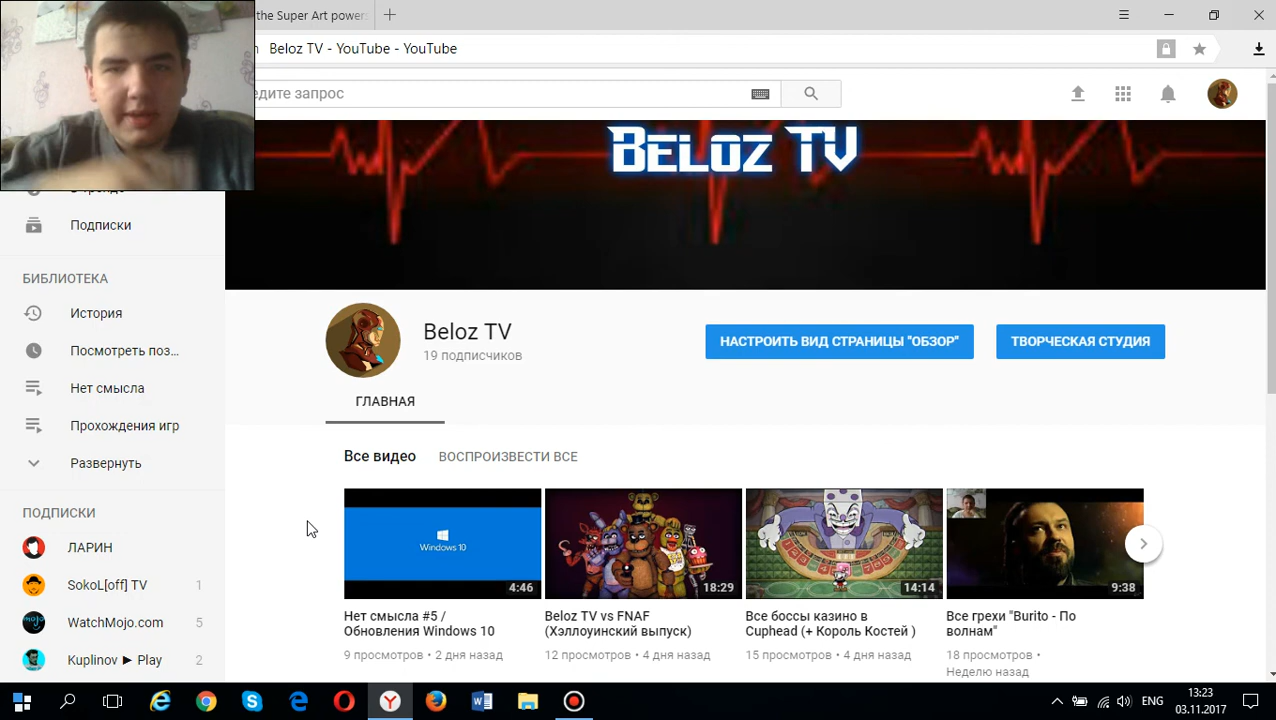 the Super Art powers
Beloz TV - YouTube - YouTube
едите запрос
BELOZ TV
Подписки
БИБЛИОТЕКА
История
Посмотреть поз...
Нет смысла
Прохождения игр
Развернуть
ПОДПИСКИ
ЛАРИН
SokoL[off] TV 1
WatchMojo.com 5
Kuplinov ► Play 2
Beloz TV
19 подписчиков
НАСТРОИТЬ ВИД СТРАНИЦЫ "ОБЗОР"
ТВОРЧЕСКАЯ СТУДИЯ
ГЛАВНАЯ
Все видео ВОСПРОИЗВЕСТИ ВСЕ
Windows 10
4:46
Нет смысла #5 /
Обновления Windows 10
9 просмотров • 2 дня назад
18:29
Beloz TV vs FNAF
(Хэллоуинский выпуск)
12 просмотров • 4 дня назад
14:14
Все боссы казино в
Cuphead (+ Король Костей )
15 просмотров • 4 дня назад
9:38
Все грехи "Burito - По
волнам"
18 просмотров •
Неделю назад
ENG
13:23
03.11.2017